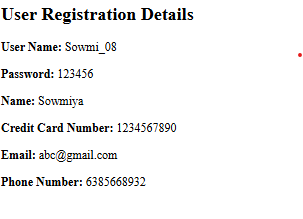 User Registration Details
User Name: Sowmi_08
Password: 123456
Name: Sowmiya
Credit Card Number: 1234567890
Email: abc@gmail.com
Phone Number: 6385668932